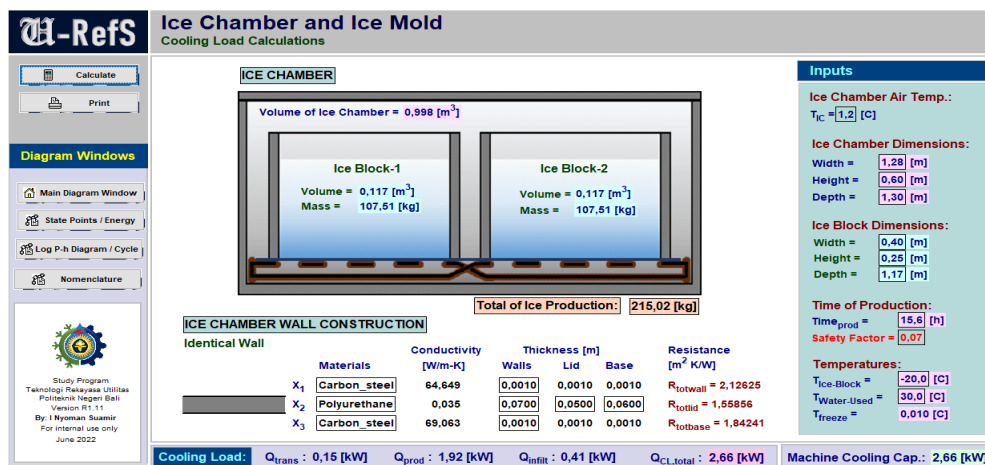 U-RefS
Ice Chamber and Ice Mold
Cooling Load Calculations
Calculate
Print
Diagram Windows
Main Diagram Window
State Points / Energy
Log P-h Diagram / Cycle
Nomenclature
Study Program
Teknologi Rekayasa Utilitas
Politeknik Negeri Bali
Version R1.11
By: I Nyoman Suamir
For internal use only
June 2022
ICE CHAMBER
Volume of Ice Chamber = 0,998 [m3]
Ice Block-1
Volume = 0,117 [m3]
Mass = 107,51 [kg]
Ice Block-2
Volume = 0,117 [m3]
Mass = 107,51 [kg]
Total of Ice Production: 215,02 [kg]
ICE CHAMBER WALL CONSTRUCTION
Identical Wall
Conductivity Thickness [m] Resistance
Materials [W/m-K] Walls Lid Base [m2 K/W]
X1 Carbon_steel 64,649 0,0010 0,0010 0,0010 Rtotwall = 2,12625
X2 Polyurethane 0,035 0,0700 0,0500 0,0600 Rtotlid = 1,55856
X3 Carbon_steel 69,063 0,0010 0,0010 0,0010 Rtotbase = 1,84241
Inputs
Ice Chamber Air Temp.:
TIC = 1,2 [C]
Ice Chamber Dimensions:
Width = 1,28 [m]
Height = 0,60 [m]
Depth = 1,30 [m]
Ice Block Dimensions:
Width = 0,40 [m]
Height = 0,25 [m]
Depth = 1,17 [m]
Time of Production:
Timeprod = 15,6 [h]
Safety Factor = 0,07
Temperatures:
TIce-Block = -20,0 [C]
TWater-Used = 30,0 [C]
Tfreeze = 0,010 [C]
Cooling Load: Qtrans : 0,15 [kW] Qprod : 1,92 [kW] Qinfilt : 0,41 [kW] QCL,total : 2,66 [kW] Machine Cooling Cap.: 2,66 [kW]